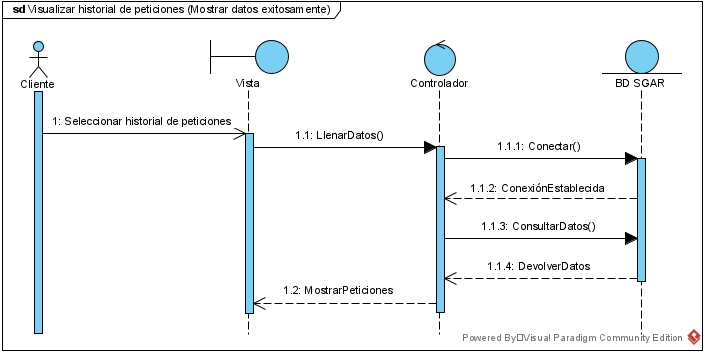 sd Visualizar historial de peticiones (Mostrar datos exitosamente)
Cliente
Vista
Controlador
BD SGAR
1: Seleccionar historial de peticiones
1.1: LlenarDatos()
1.1.1: Conectar()
1.1.2: ConexiónEstablecida
1.1.3: ConsultarDatos()
1.1.4: DevolverDatos
1.2: MostrarPeticiones
Powered By Visual Paradigm Community Edition